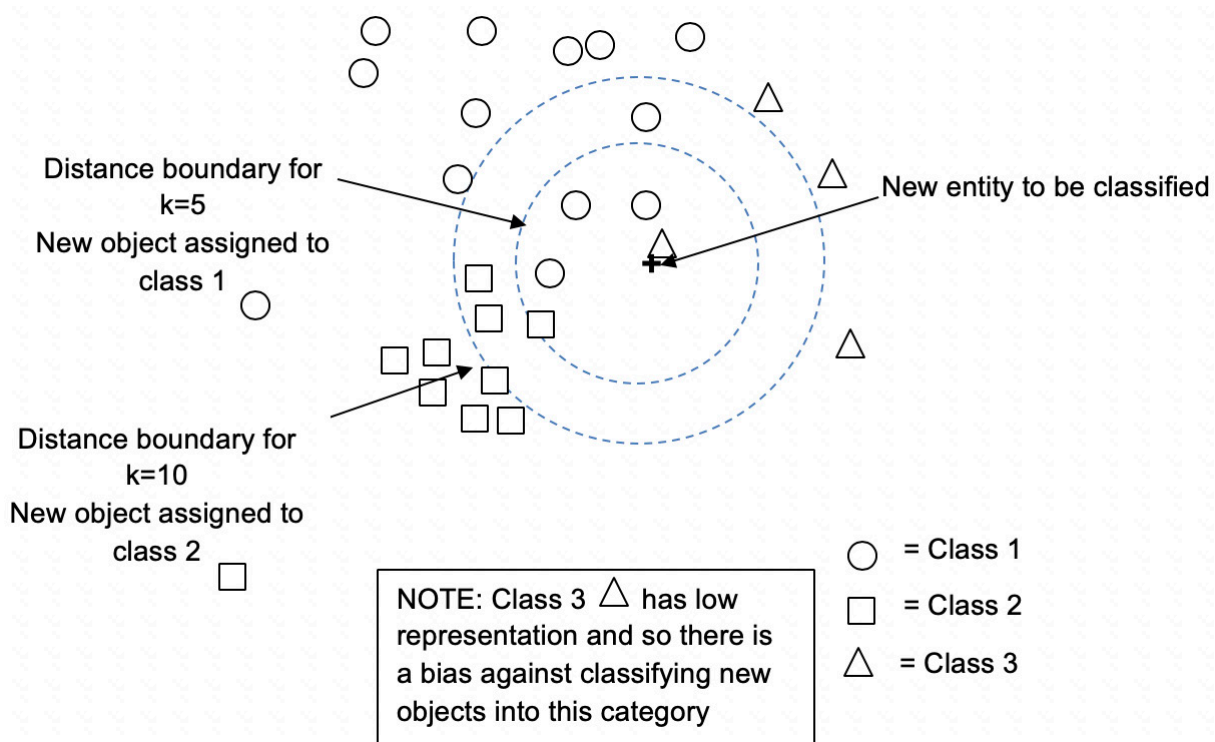 Distance boundary for
k=5
New object assigned to
class 1
New entity to be classified
Distance boundary for
k=10
New object assigned to
class 2
NOTE: Class 3 has low
representation and so there is
a bias against classifying new
objects into this category
= Class 1
= Class 2
= Class 3